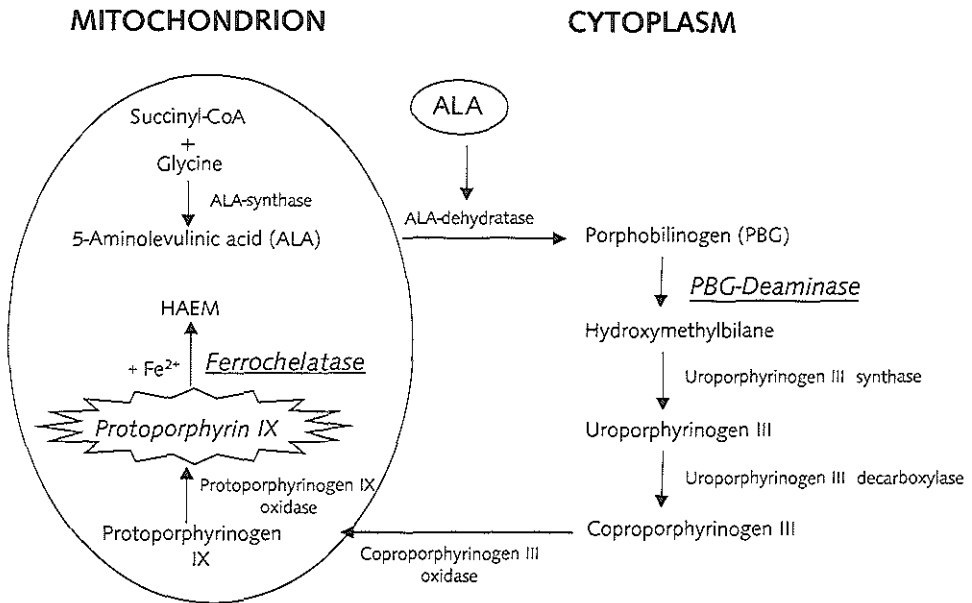 MITOCHONDRION
CYTOPLASM
Succinyl-CoA
+
Glycine
ALA-synthase
5-Aminolevulinic acid (ALA)
ALA
ALA-dehydratase
Porphobilinogen (PBG)
PBG-Deaminase
Hydroxymethylbilane
Uroporphyrinogen III synthase
Uroporphyrinogen III
Uroporphyrinogen III decarboxylase
Coproporphyrinogen III
Coproporphyrinogen III
oxidase
Protoporphyrinogen
IX
Protoporphyrinogen IX
oxidase
Protoporphyrin IX
+ Fe²⁺
Ferrochelatase
HAEM